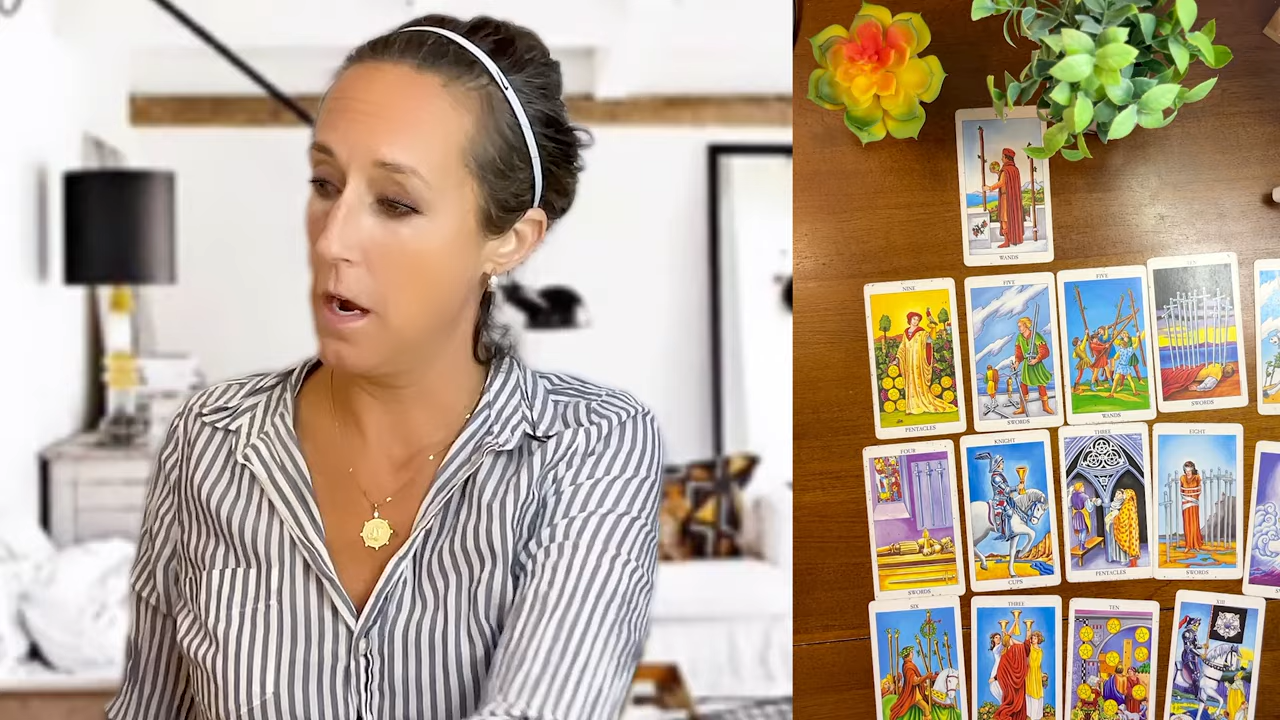 WANDS
NINE
PENTACLES
FIVE
SWORDS
FIVE
WANDS
SWORDS
FOUR
SWORDS
KNIGHT
CUPS
THREE
PENTACLES
EIGHT
SWORDS
SIX
THREE
TEN
XIII